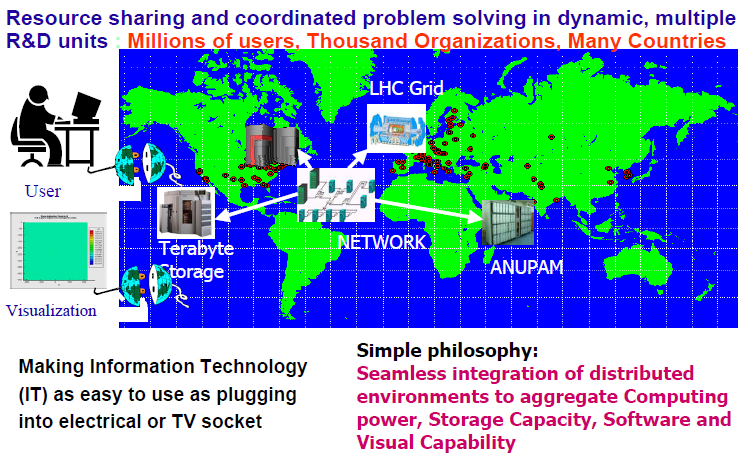 Resource sharing and coordinated problem solving in dynamic, multiple
R&D units : Millions of users, Thousand Organizations, Many Countries
LHC Grid
User
Terabyte
Storage
NETWORK
ANUPAM
Visualization
Making Information Technology
(IT) as easy to use as plugging
into electrical or TV socket
Simple philosophy:
Seamless integration of distributed
environments to aggregate Computing
power, Storage Capacity, Software and
Visual Capability